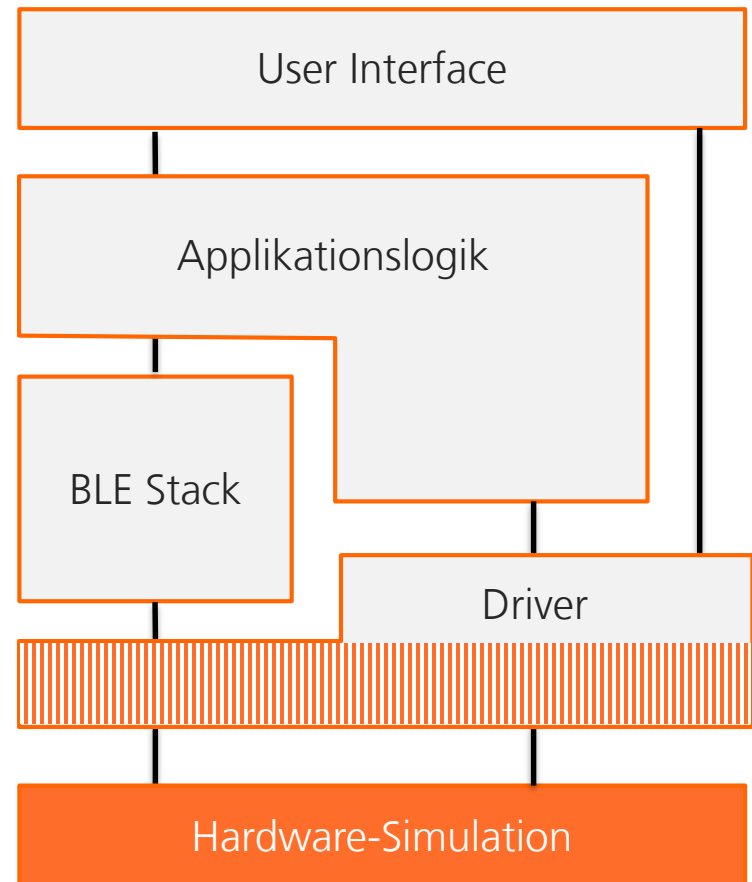 User Interface
Applikationslogik
BLE Stack
Driver
Hardware-Simulation